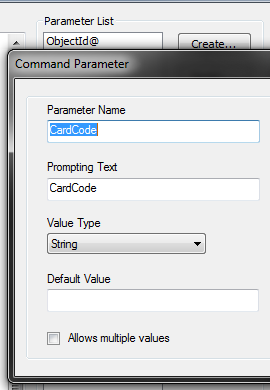 Parameter List
ObjectId@
Create...
Command Parameter
Parameter Name
CardCode
Prompting Text
CardCode
Value Type
String
Default Value
Allows multiple values